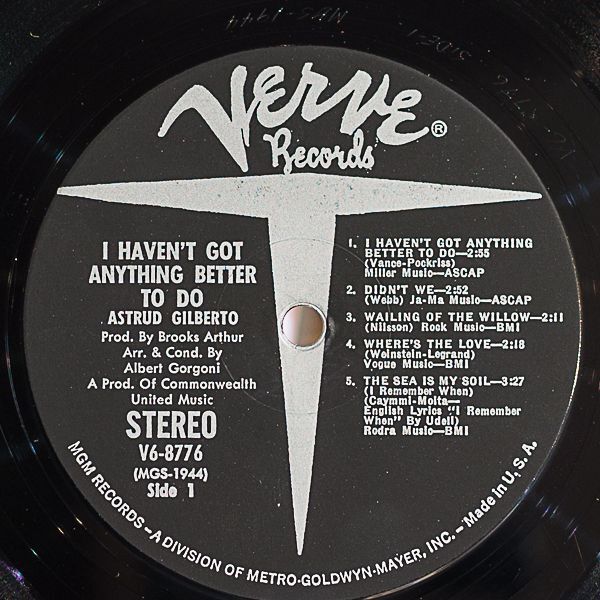 MGS-1944
SIDE-1
VERVE®
Records
I HAVEN'T GOT
ANYTHING BETTER
TO DO
ASTRUD GILBERTO
Prod. By Brooks Arthur
Arr. & Cond. By
Albert Gorgoni
A Prod. Of Commonwealth
United Music
STEREO
V6-8776
(MGS-1944)
Side 1
1. I HAVEN'T GOT ANYTHING
BETTER TO DO—2:55
(Vance-Pockriss)
Miller Music—ASCAP
2. DIDN'T WE—2:52
(Webb) Ja-Ma Music—ASCAP
3. WAILING OF THE WILLOW—2:11
(Nilsson) Rock Music—BMI
4. WHERE'S THE LOVE—2:18
(Weinstein-Legrand)
Vogue Music—BMI
5. THE SEA IS MY SOIL—3:27
(I Remember When)
(Caymmi-Motta—
English Lyrics "I Remember
When" By Udell)
Rodra Music—BMI
MGM RECORDS – A DIVISION OF METRO-GOLDWYN-MAYER, INC. – Made in U.S.A.